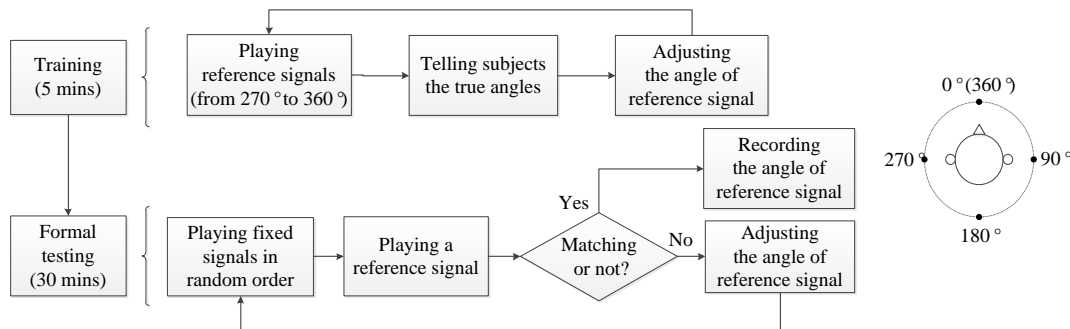 Training
(5 mins)
Playing
reference signals
(from 270° to 360°)
Telling subjects
the true angles
Adjusting
the angle of
reference signal
Formal
testing
(30 mins)
Playing fixed
signals in
random order
Playing a
reference signal
Matching
or not?
Yes
Recording
the angle of
reference signal
No
Adjusting
the angle of
reference signal
0°(360°)
270°
90°
180°